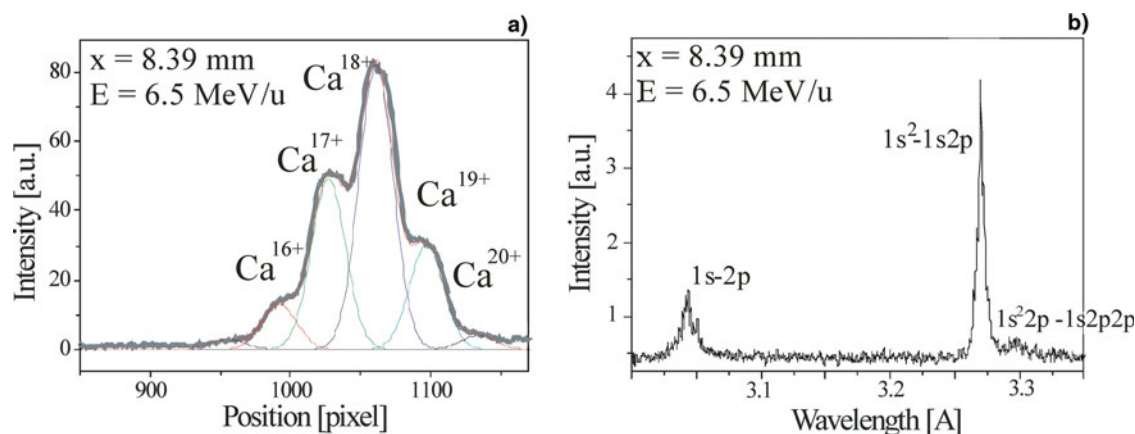 a)
x = 8.39 mm
E = 6.5 MeV/u
Ca¹⁸⁺
Ca¹⁷⁺
Ca¹⁹⁺
Ca¹⁶⁺
Ca²⁰⁺
80
60
40
20
0
900 1000 1100
Intensity [a.u.]
Position [pixel]
b)
x = 8.39 mm
E = 6.5 MeV/u
1s²-1s2p
1s-2p
1s²2p -1s2p2p
4
3
2
1
3.1 3.2 3.3
Intensity [a.u.]
Wavelength [A]